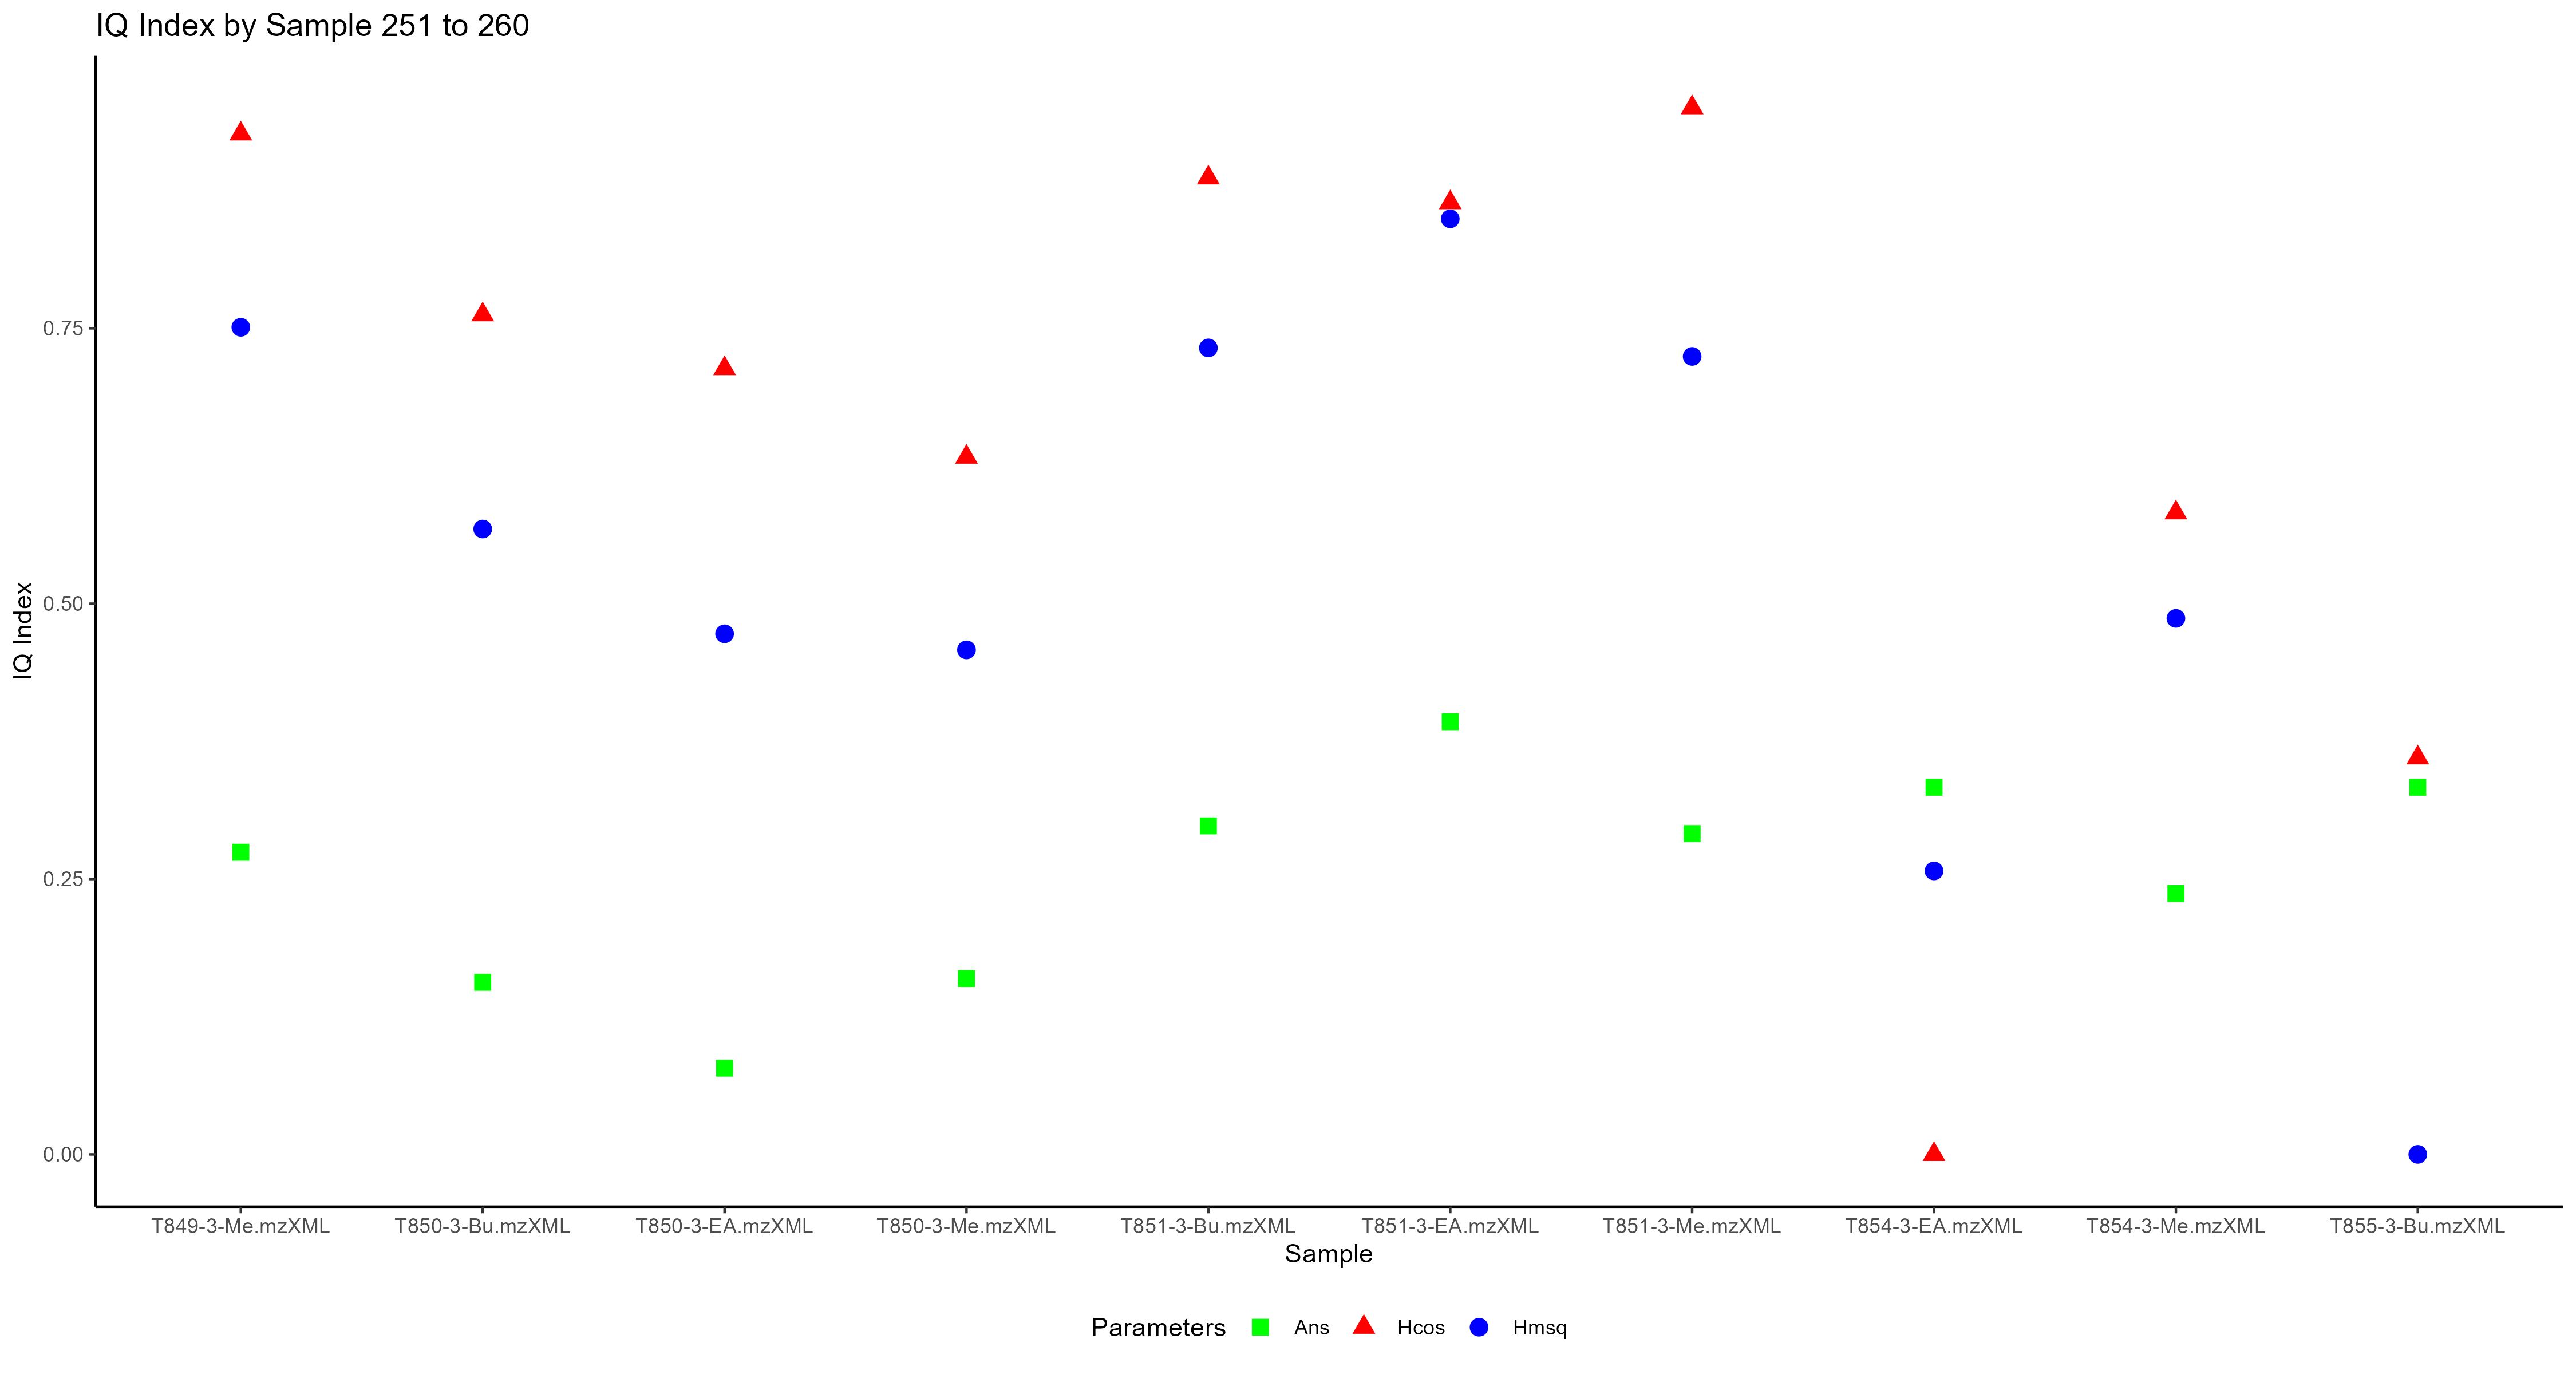 IQ Index by Sample 251 to 260
IQ Index
0.75
0.50
0.25
0.00
T849-3-Me.mzXML T850-3-Bu.mzXML T850-3-EA.mzXML T850-3-Me.mzXML T851-3-Bu.mzXML T851-3-EA.mzXML T851-3-Me.mzXML T854-3-EA.mzXML T854-3-Me.mzXML T855-3-Bu.mzXML
Sample
Parameters Ans Hcos Hmsq